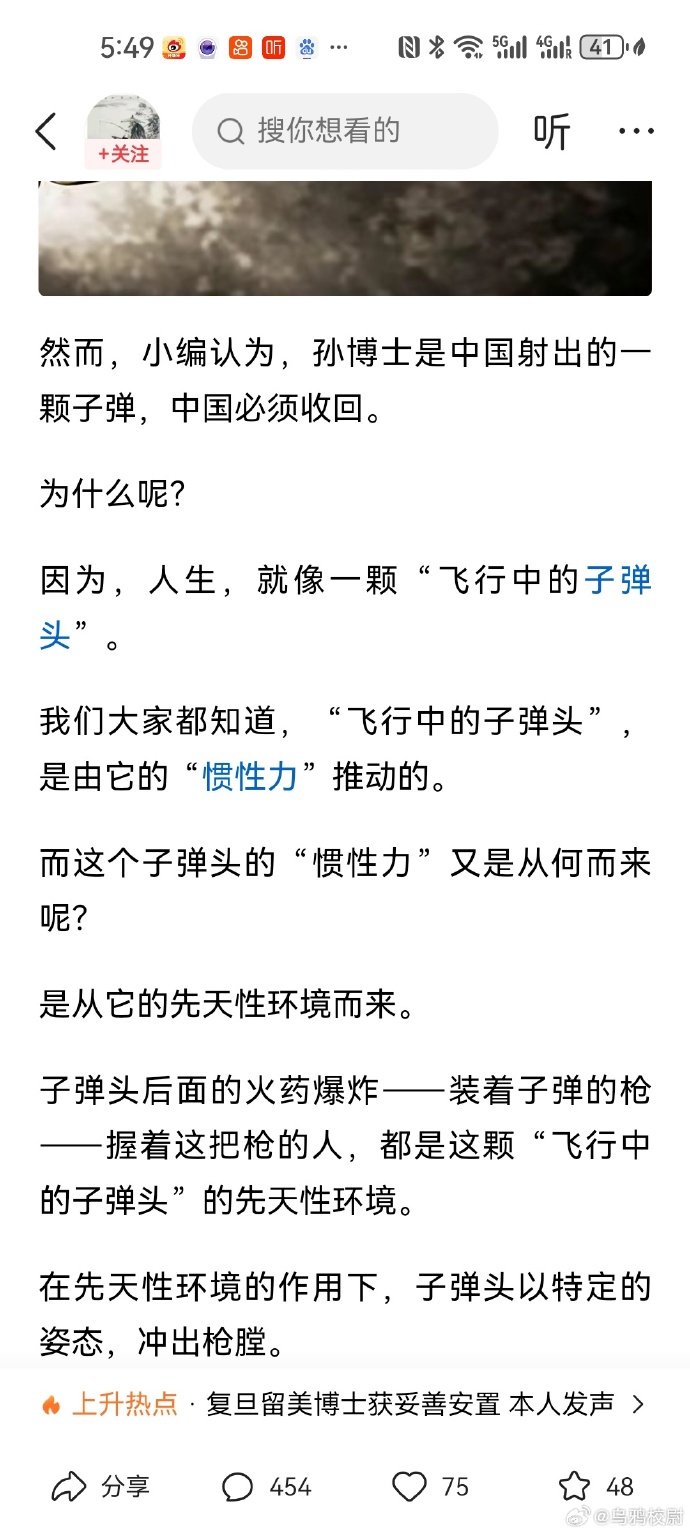 5:49 听 ··· 5G 4G R 41
+关注 搜你想看的 听 ···
然而，小编认为，孙博士是中国射出的一
颗子弹，中国必须收回。
为什么呢？
因为，人生，就像一颗“飞行中的子弹
头”。
我们大家都知道，“飞行中的子弹头”，
是由它的“惯性力”推动的。
而这个子弹头的“惯性力”又是从何而来
呢？
是从它的先天性环境而来。
子弹头后面的火药爆炸——装着子弹的枪
——握着这把枪的人，都是这颗“飞行中
的子弹头”的先天性环境。
在先天性环境的作用下，子弹头以特定的
姿态，冲出枪膛。
上升热点 · 复旦留美博士获妥善安置 本人发声
分享 454 75 48
@乌鸦校尉